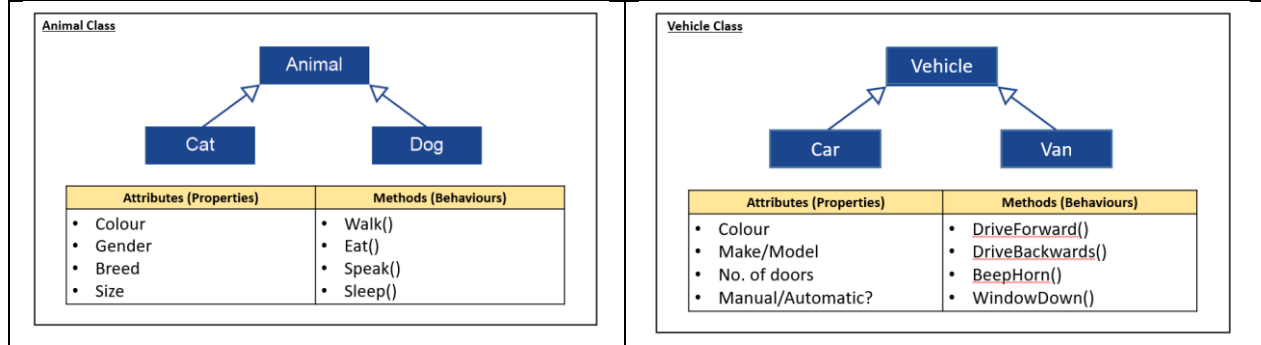 Animal Class
Animal
Cat
Dog
Attributes (Properties)
Methods (Behaviours)
• Colour
• Gender
• Breed
• Size
• Walk()
• Eat()
• Speak()
• Sleep()
Vehicle Class
Vehicle
Car
Van
Attributes (Properties)
Methods (Behaviours)
• Colour
• Make/Model
• No. of doors
• Manual/Automatic?
• DriveForward()
• DriveBackwards()
• BeepHorn()
• WindowDown()